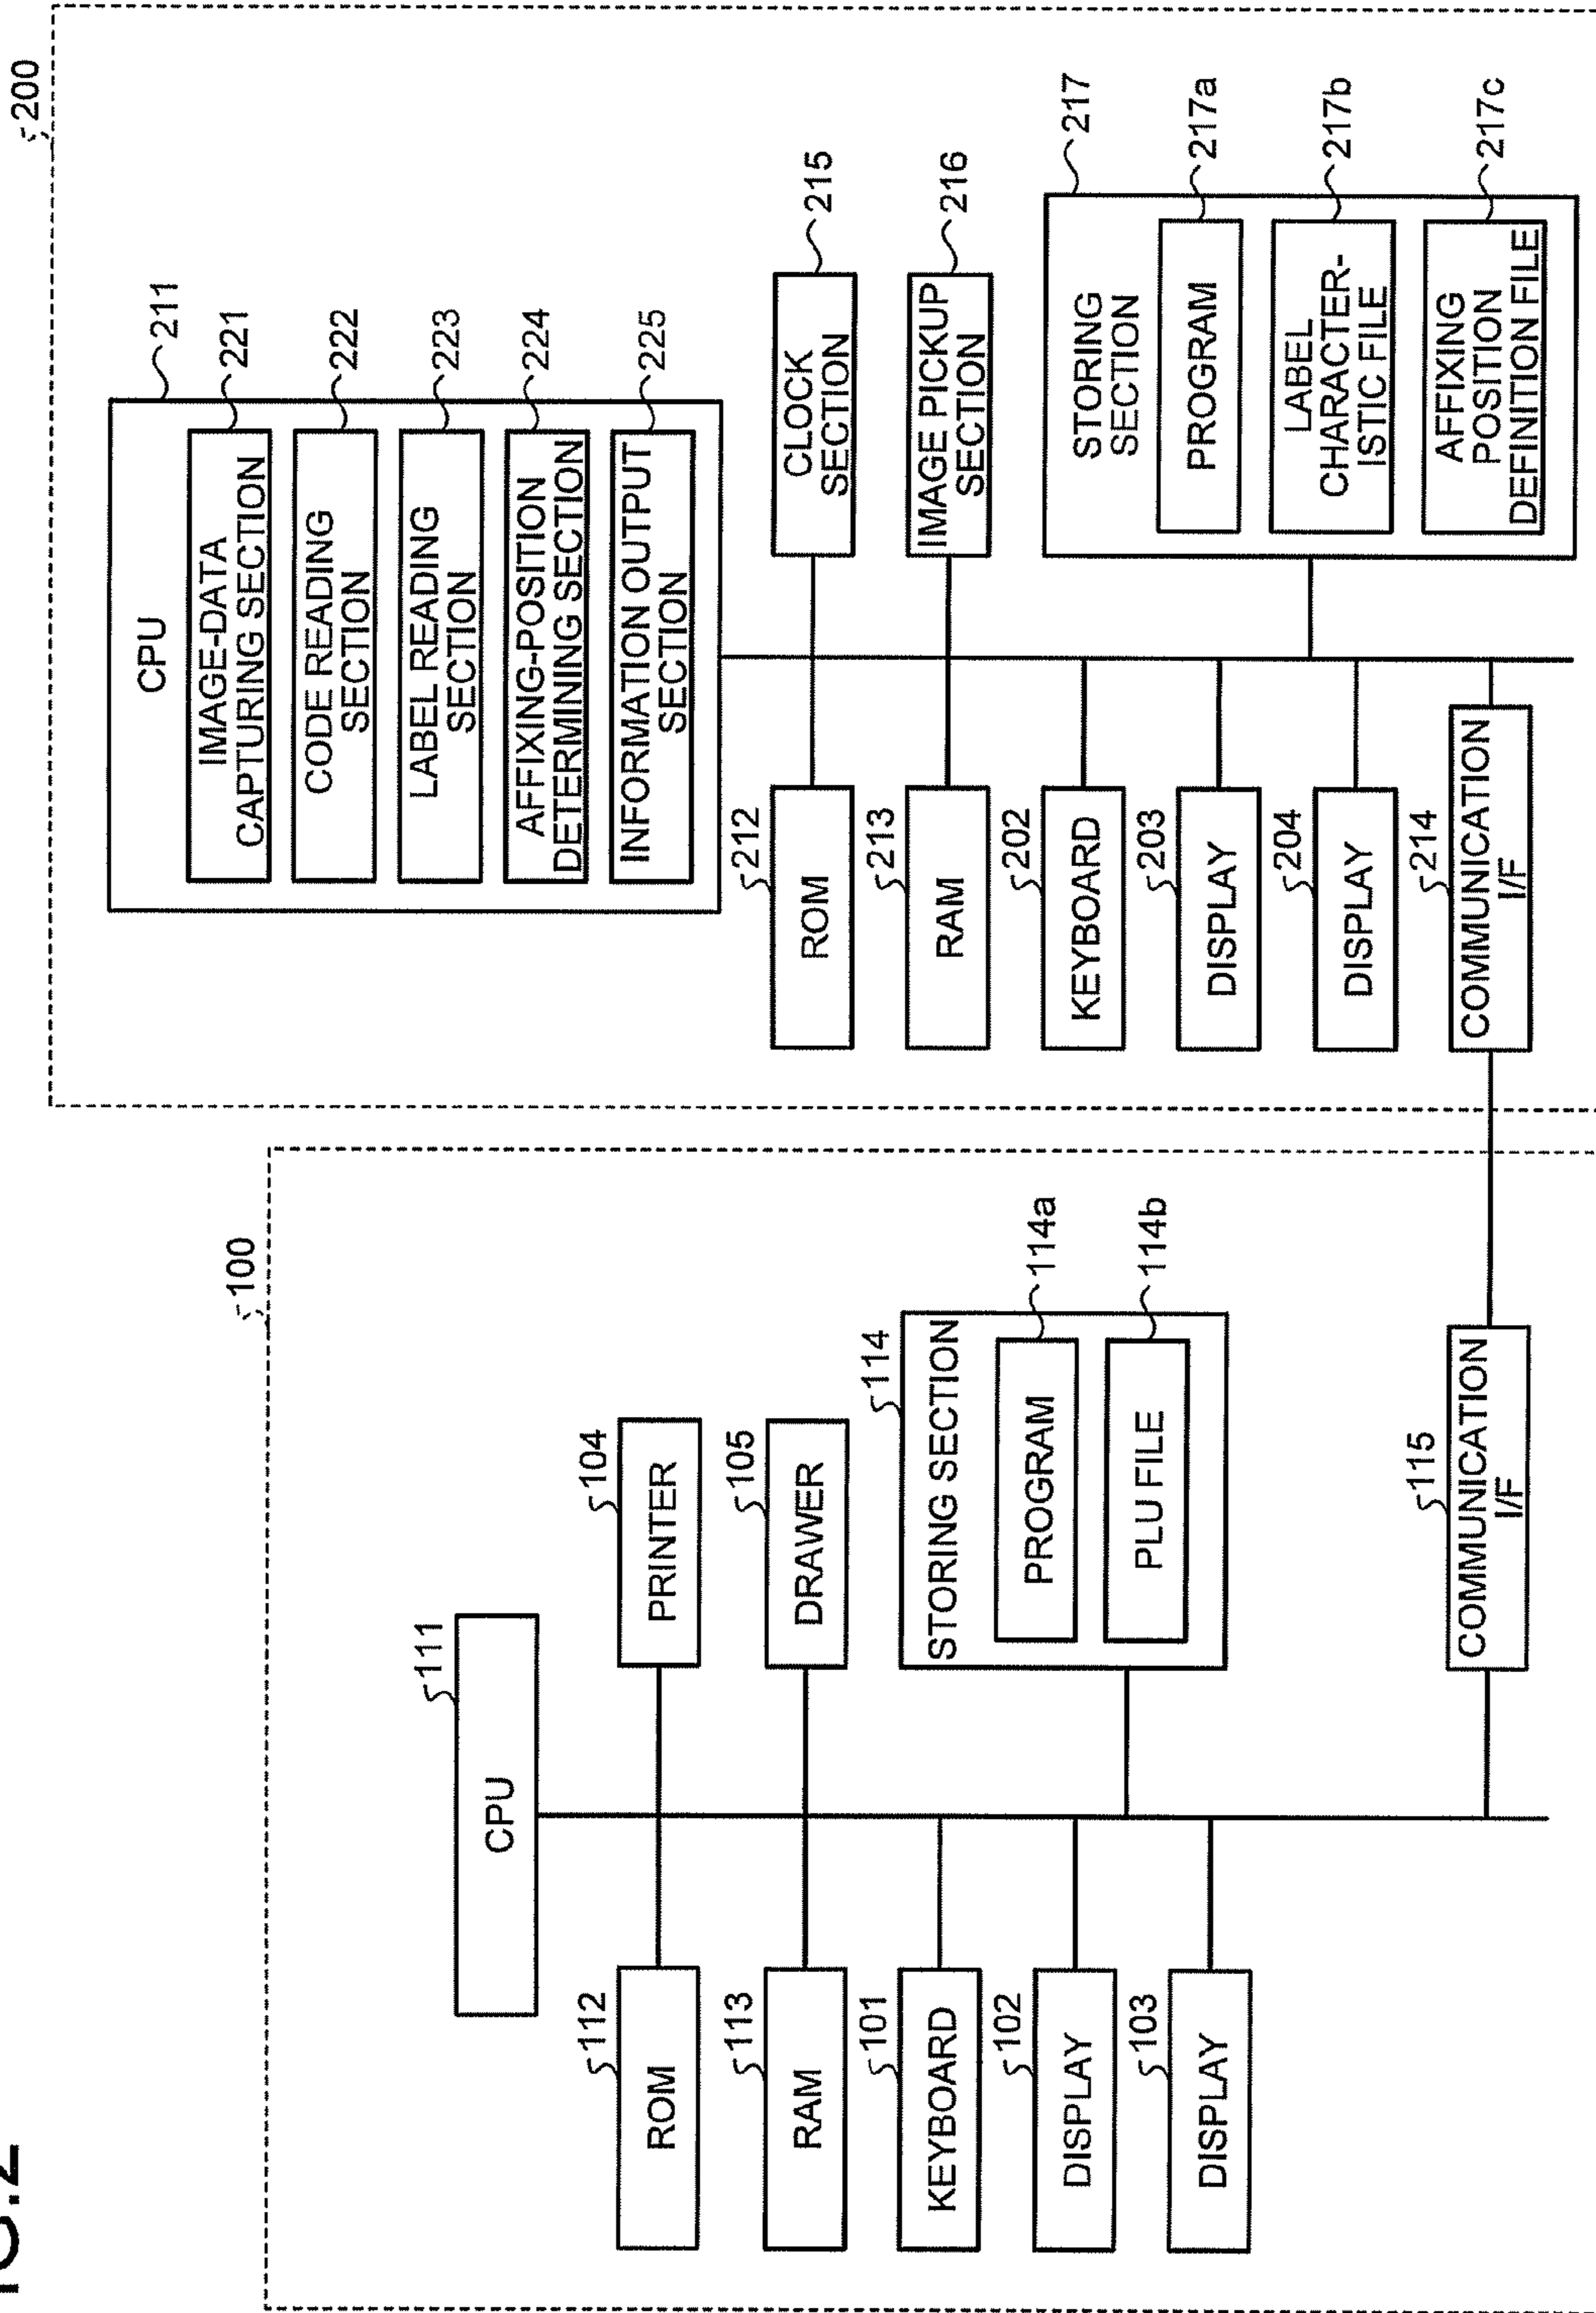 FIG.2
100
111
CPU
112
ROM
104
PRINTER
113
RAM
105
DRAWER
101
KEYBOARD
102
DISPLAY
103
DISPLAY
114
STORING SECTION
PROGRAM
114a
PLU FILE
114b
115
COMMUNICATION
I/F
200
CPU
211
IMAGE-DATA
CAPTURING SECTION
221
CODE READING
SECTION
222
LABEL READING
SECTION
223
AFFIXING-POSITION
DETERMINING SECTION
224
INFORMATION OUTPUT
SECTION
225
212
ROM
CLOCK
SECTION
215
213
RAM
IMAGE PICKUP
SECTION
216
202
KEYBOARD
203
DISPLAY
204
DISPLAY
214
COMMUNICATION
I/F
217
STORING
SECTION
PROGRAM
217a
LABEL
CHARACTER-
ISTIC FILE
217b
AFFIXING
POSITION
DEFINITION FILE
217c